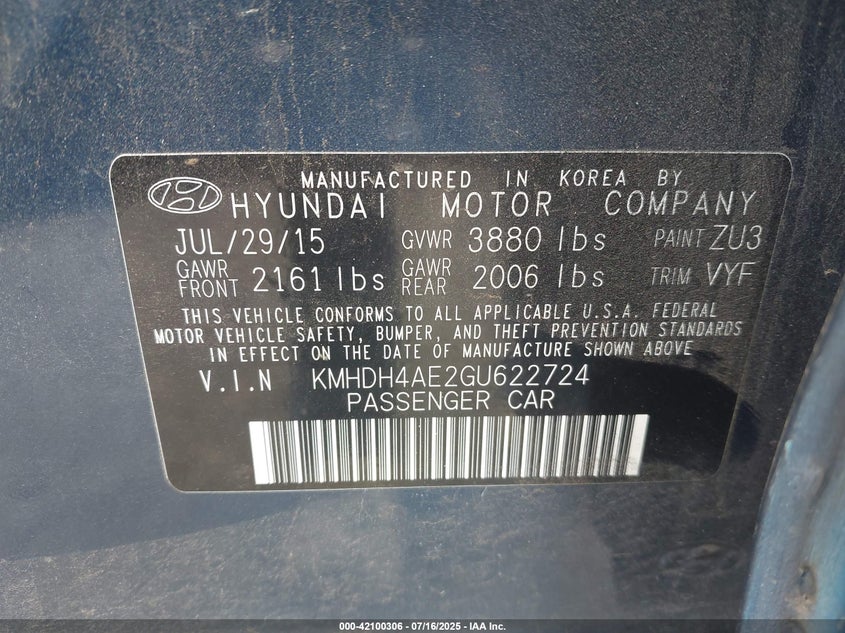 MANUFACTURED IN KOREA BY
HYUNDAI MOTOR COMPANY
JUL/29/15 GVWR 3880 lbs PAINT ZU3
GAWR FRONT 2161 lbs GAWR REAR 2006 lbs TRIM VYF
THIS VEHICLE CONFORMS TO ALL APPLICABLE U.S.A. FEDERAL
MOTOR VEHICLE SAFETY, BUMPER, AND THEFT PREVENTION STANDARDS
IN EFFECT ON THE DATE OF MANUFACTURE SHOWN ABOVE
V.I.N KMHDH4AE2GU622724
PASSENGER CAR
000-42100306 - 07/16/2025 - IAA Inc.